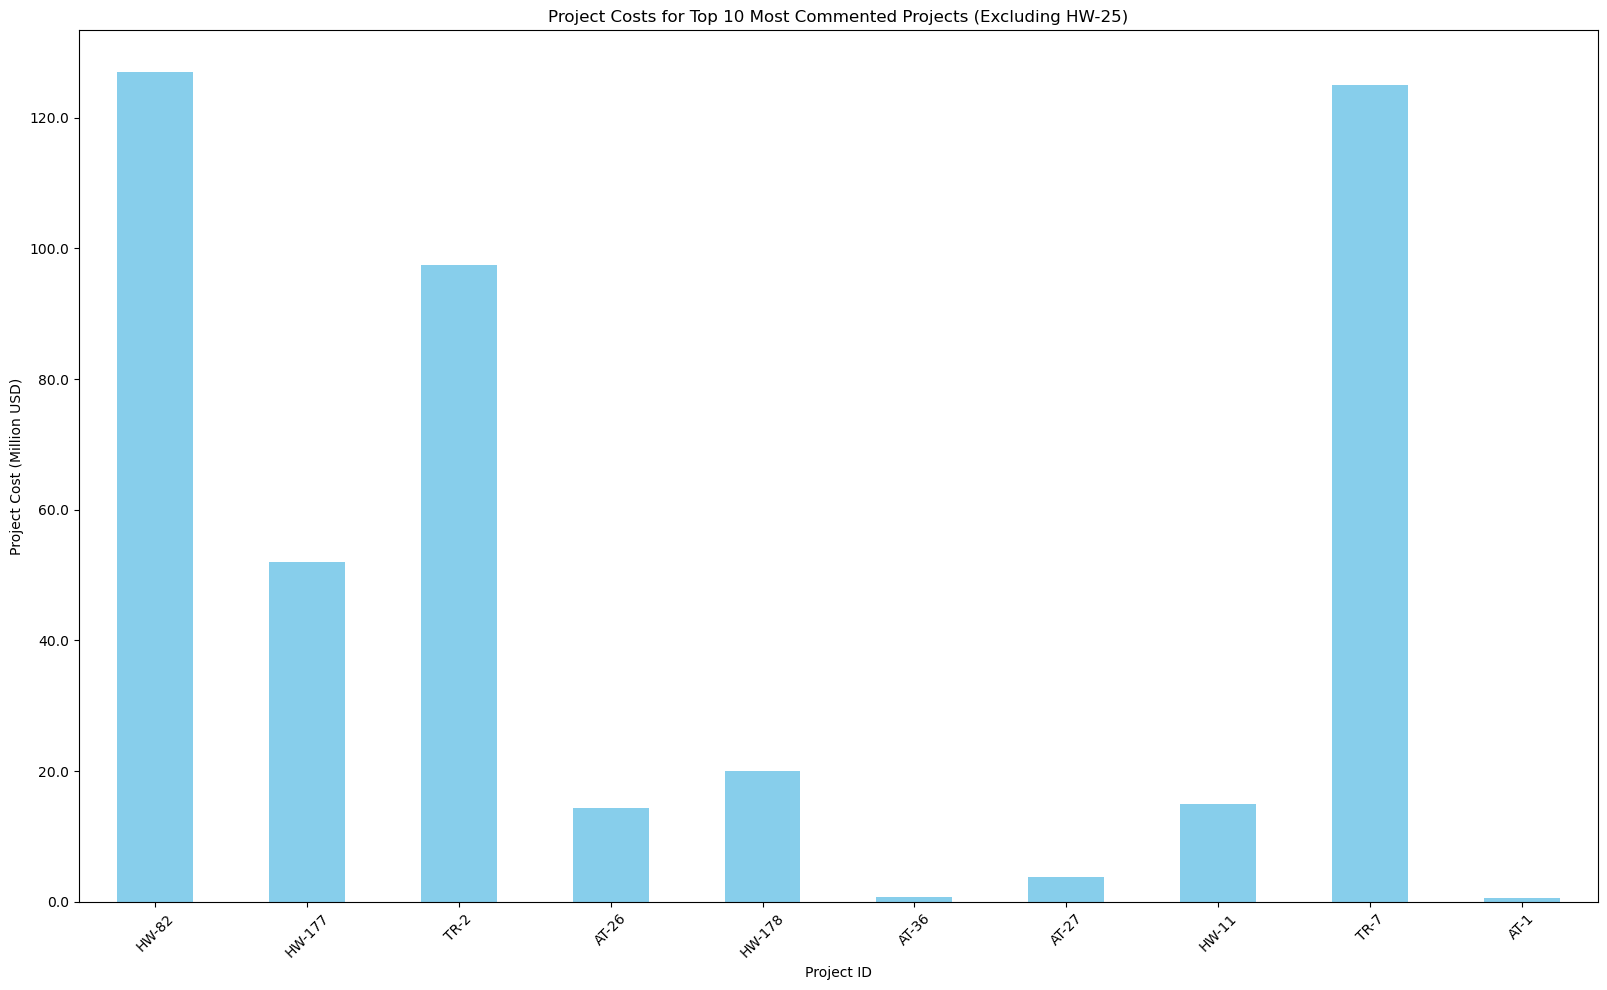 Project Costs for Top 10 Most Commented Projects (Excluding HW-25)
Project Cost (Million USD)
120.0
100.0
80.0
60.0
40.0
20.0
0.0
HW-82
HW-177
TR-2
AT-26
HW-178
AT-36
AT-27
HW-11
TR-7
AT-1
Project ID